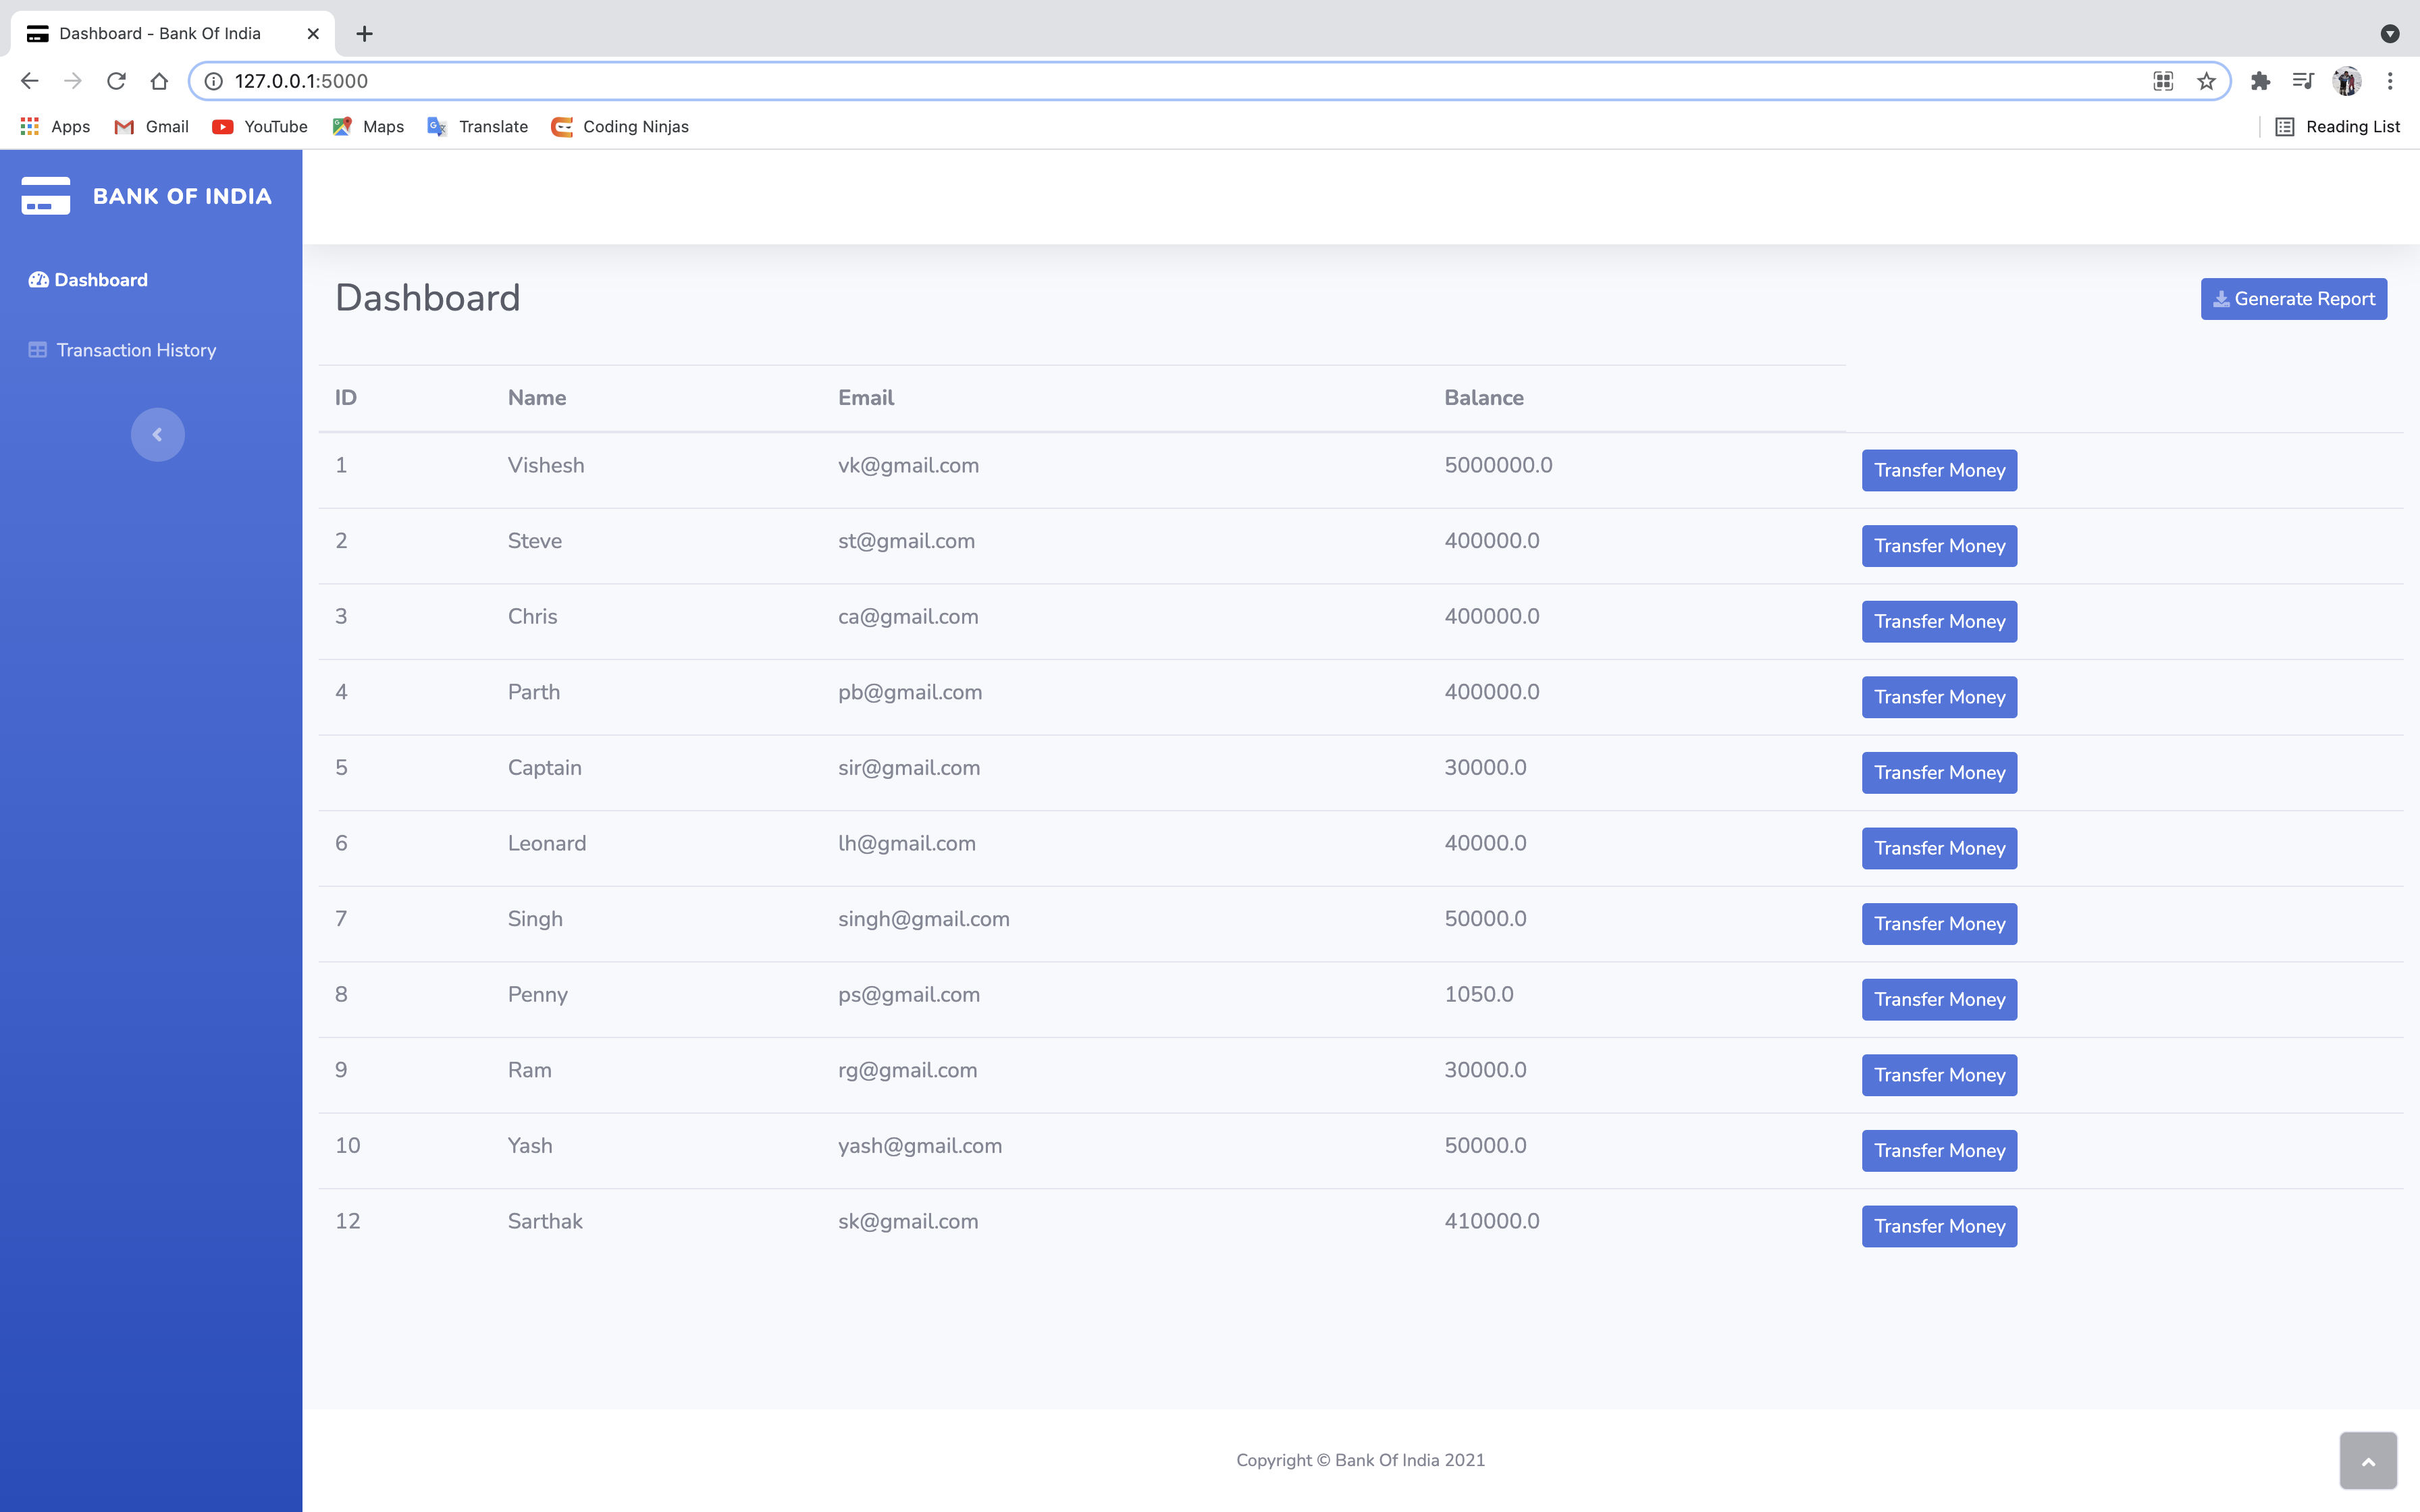 Dashboard - Bank Of India
127.0.0.1:5000
Apps Gmail YouTube Maps Translate Coding Ninjas Reading List
BANK OF INDIA
Dashboard
Transaction History
Dashboard
Generate Report
ID Name Email Balance
1 Vishesh vk@gmail.com 5000000.0 Transfer Money
2 Steve st@gmail.com 400000.0 Transfer Money
3 Chris ca@gmail.com 400000.0 Transfer Money
4 Parth pb@gmail.com 400000.0 Transfer Money
5 Captain sir@gmail.com 30000.0 Transfer Money
6 Leonard lh@gmail.com 40000.0 Transfer Money
7 Singh singh@gmail.com 50000.0 Transfer Money
8 Penny ps@gmail.com 1050.0 Transfer Money
9 Ram rg@gmail.com 30000.0 Transfer Money
10 Yash yash@gmail.com 50000.0 Transfer Money
12 Sarthak sk@gmail.com 410000.0 Transfer Money
Copyright © Bank Of India 2021